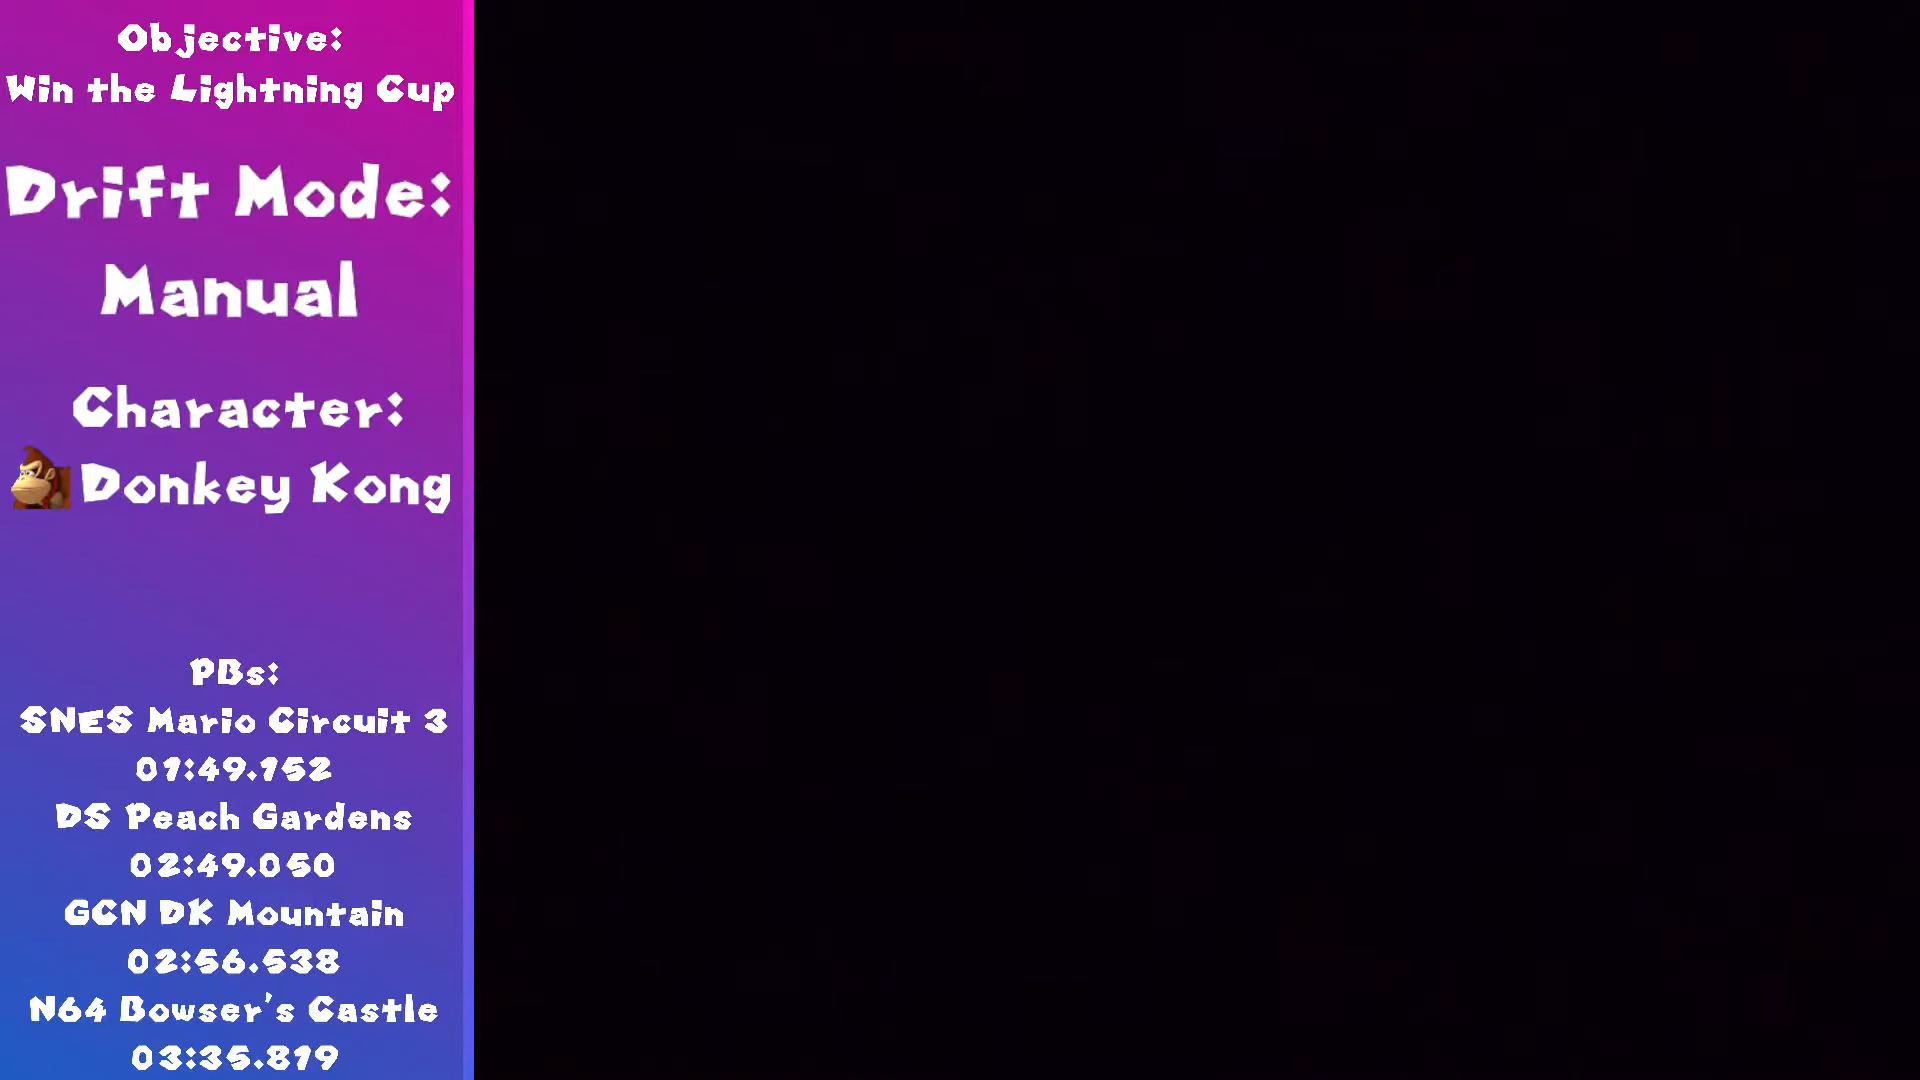 Objective:
Win the Lightning Cup
Drift Mode:
Manual
Character:
Donkey Kong
PBs:
SNES Mario Circuit 3
01:49.152
DS Peach Gardens
02:49.050
GCN DK Mountain
02:56.538
N64 Bowser's Castle
03:35.819